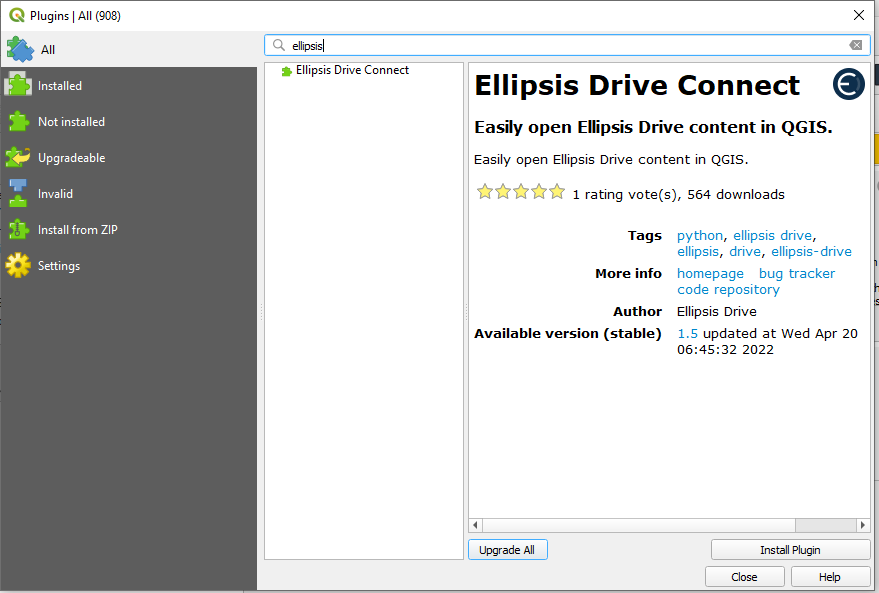 Plugins | All (908)
All
Installed
Not installed
Upgradeable
Invalid
Install from ZIP
Settings
ellipsis
Ellipsis Drive Connect
Ellipsis Drive Connect
Easily open Ellipsis Drive content in QGIS.
Easily open Ellipsis Drive content in QGIS.
1 rating vote(s), 564 downloads
Tags python, ellipsis drive,
ellipsis, drive, ellipsis-drive
More info homepage bug tracker
code repository
Author Ellipsis Drive
Available version (stable) 1.5 updated at Wed Apr 20
06:45:32 2022
Upgrade All
Install Plugin
Close
Help